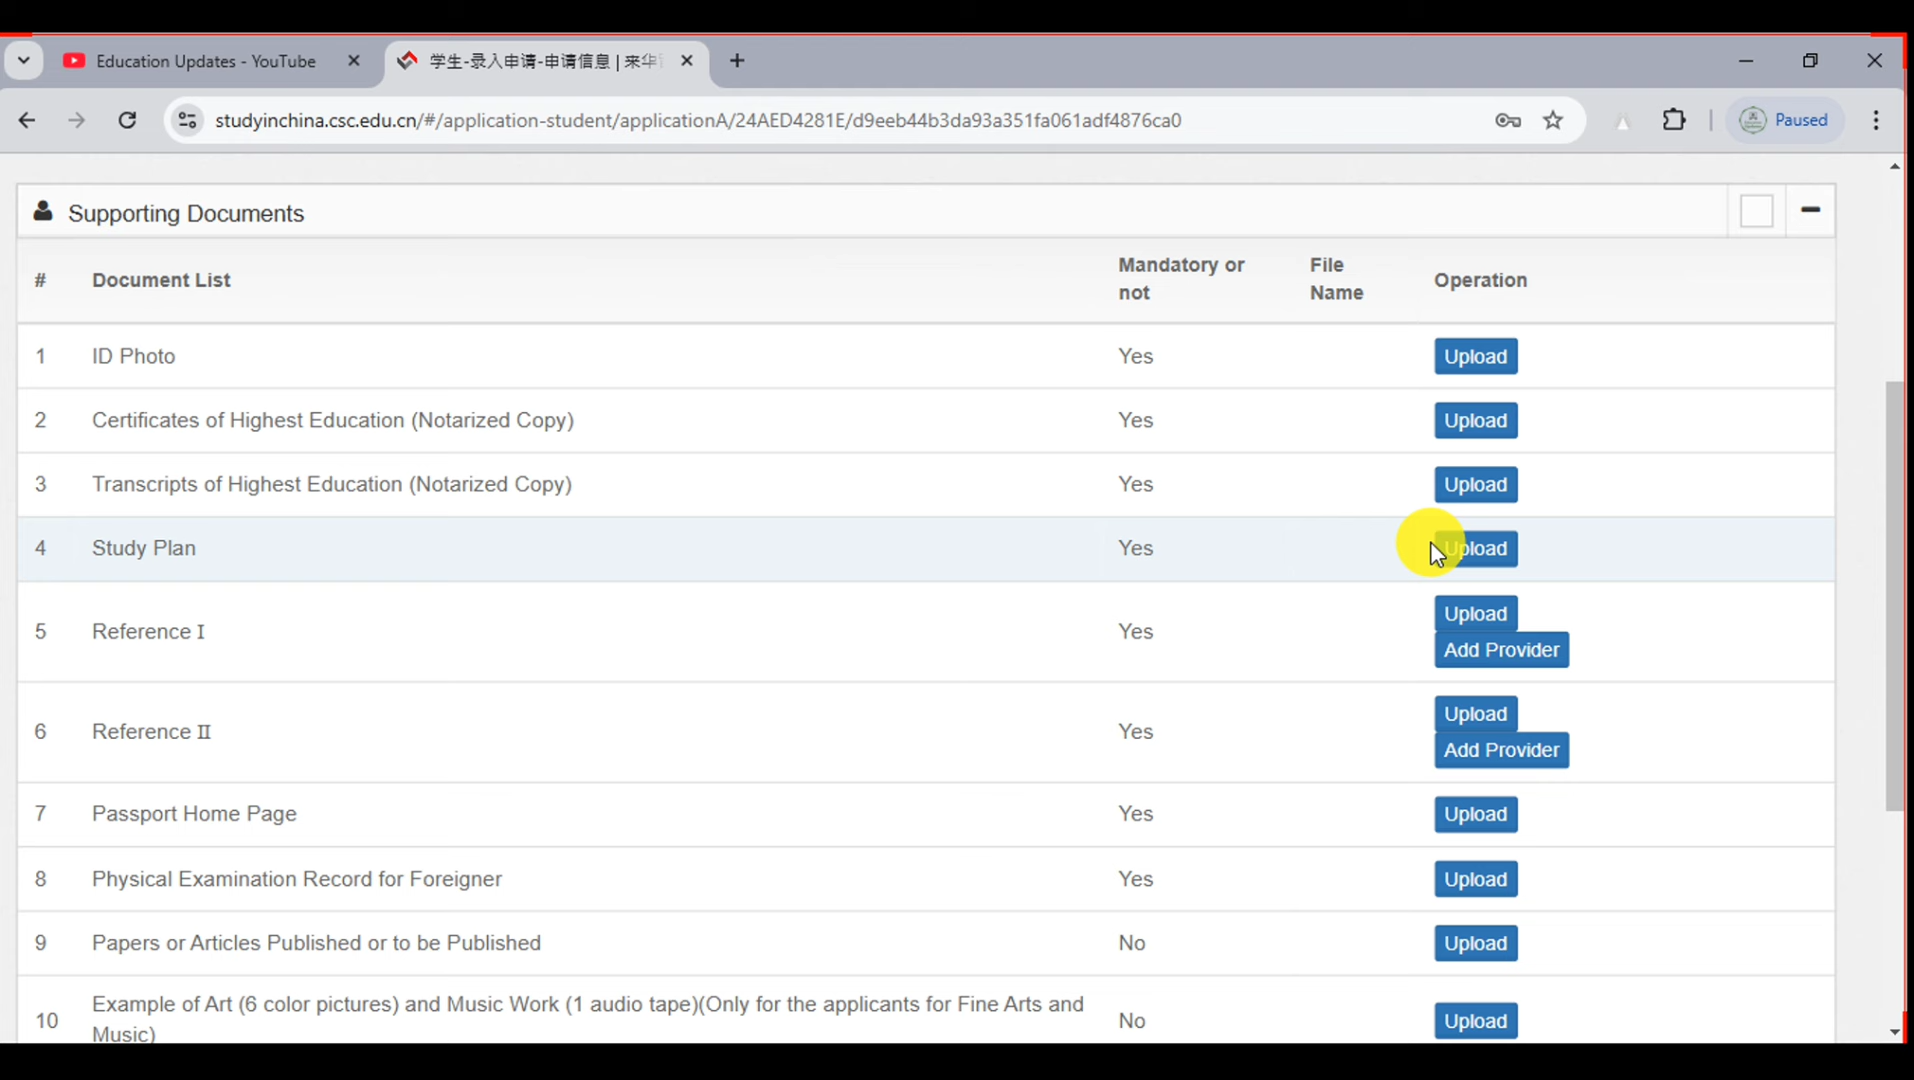 Education Updates - YouTube
学生-录入申请-申请信息 | 来华
studyinchina.csc.edu.cn/#/application-student/applicationA/24AED4281E/d9eeb44b3da93a351fa061adf4876ca0
Paused
Supporting Documents
# Document List Mandatory or not File Name Operation
1 ID Photo Yes Upload
2 Certificates of Highest Education (Notarized Copy) Yes Upload
3 Transcripts of Highest Education (Notarized Copy) Yes Upload
4 Study Plan Yes Upload
5 Reference Ⅰ Yes Upload
Add Provider
6 Reference Ⅱ Yes Upload
Add Provider
7 Passport Home Page Yes Upload
8 Physical Examination Record for Foreigner Yes Upload
9 Papers or Articles Published or to be Published No Upload
10 Example of Art (6 color pictures) and Music Work (1 audio tape)(Only for the applicants for Fine Arts and
Music) No Upload